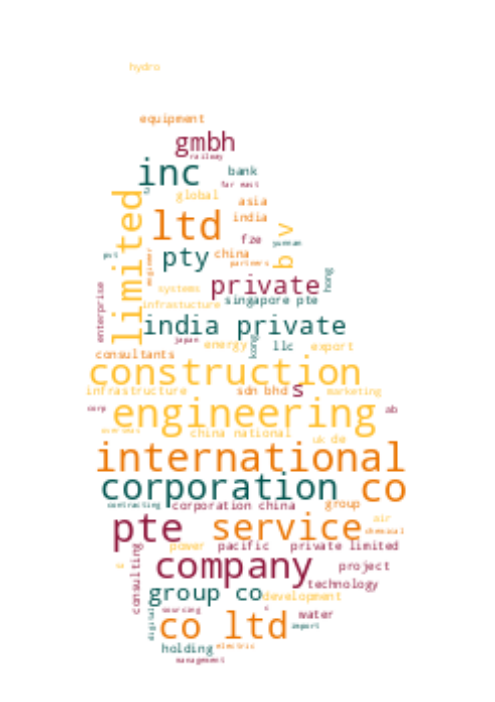 hydro
equipment
gmbh
railway
inc
bank
far east
global
asia
limited
ltd
india
b v
fze
yunnan
pvt
pty
china
engineer
partners
hong
systems
private
enterprise
infrastucture
singapore pte
india private
japan
energy
kong
llc
export
consultants
construction
infrastructure
sdn bhd
s
marketing
corp
engineering
ab
overseas
china national
uk de
international
corporation
co
contracting
corporation china
group
pte
service
air
chemical
power
pacific
private limited
consulting
company
project
technology
group co
development
digital
sourcing
water
co ltd
import
holding
electric
management